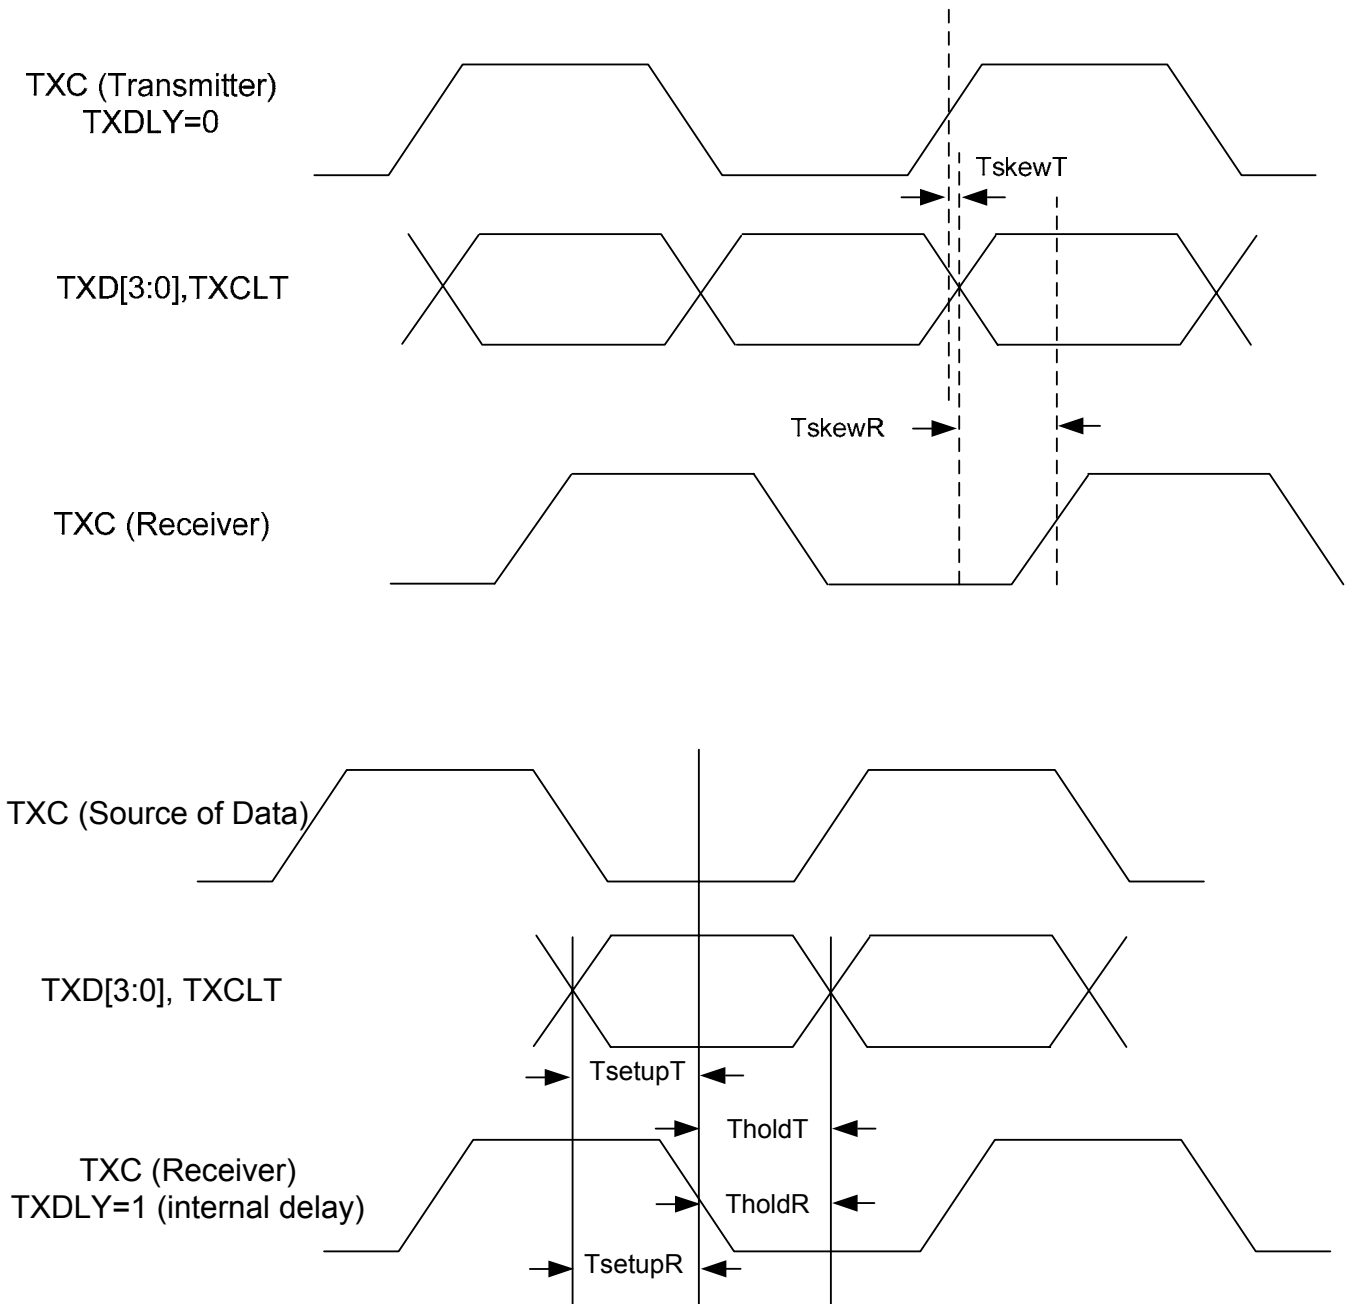 TXC (Transmitter)
TXDLY=0
TskewT
TXD[3:0],TXCLT
TskewR
TXC (Receiver)
TXC (Source of Data)
TXD[3:0], TXCLT
TsetupT
TholdT
TXC (Receiver)
TXDLY=1 (internal delay)
TholdR
TsetupR